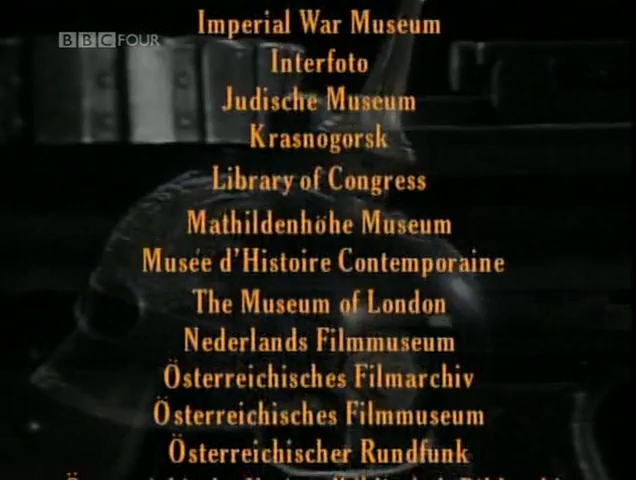 BBC FOUR
Imperial War Museum
Interfoto
Judische Museum
Krasnogorsk
Library of Congress
Mathildenhöhe Museum
Musée d'Histoire Contemporaine
The Museum of London
Nederlands Filmmuseum
Österreichisches Filmarchiv
Österreichisches Filmmuseum
Österreichischer Rundfunk